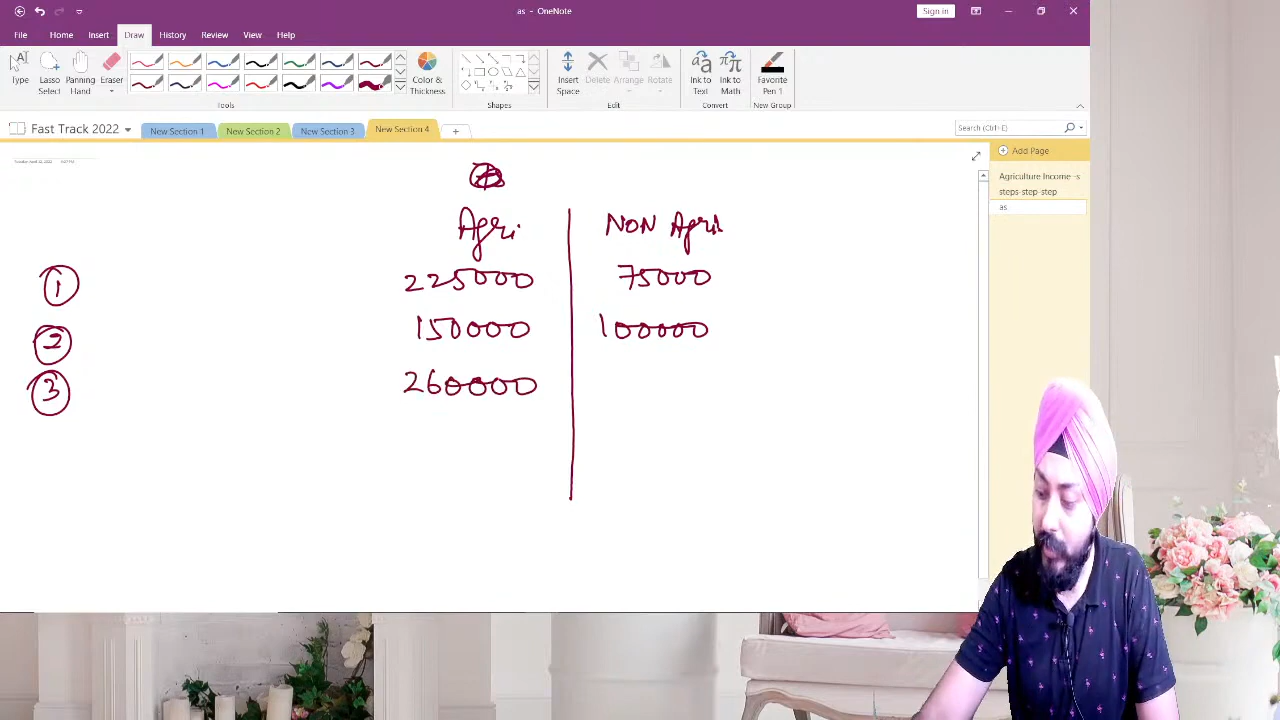 as - OneNote
Sign in
File Home Insert Draw History Review View Help
Type Lasso Select Panning Hand Eraser Color & Thickness Insert Space Delete Arrange Rotate Ink to Text Ink to Math Favorite Pen 1
Tools Shapes Edit Convert New Group
Fast Track 2022 New Section 1 New Section 2 New Section 3 New Section 4 Search (Ctrl+E)
Add Page
Agriculture Income -s
steps-step-step
as
Agri NON Agri
1 225000 75000
2 150000 100000
3 260000